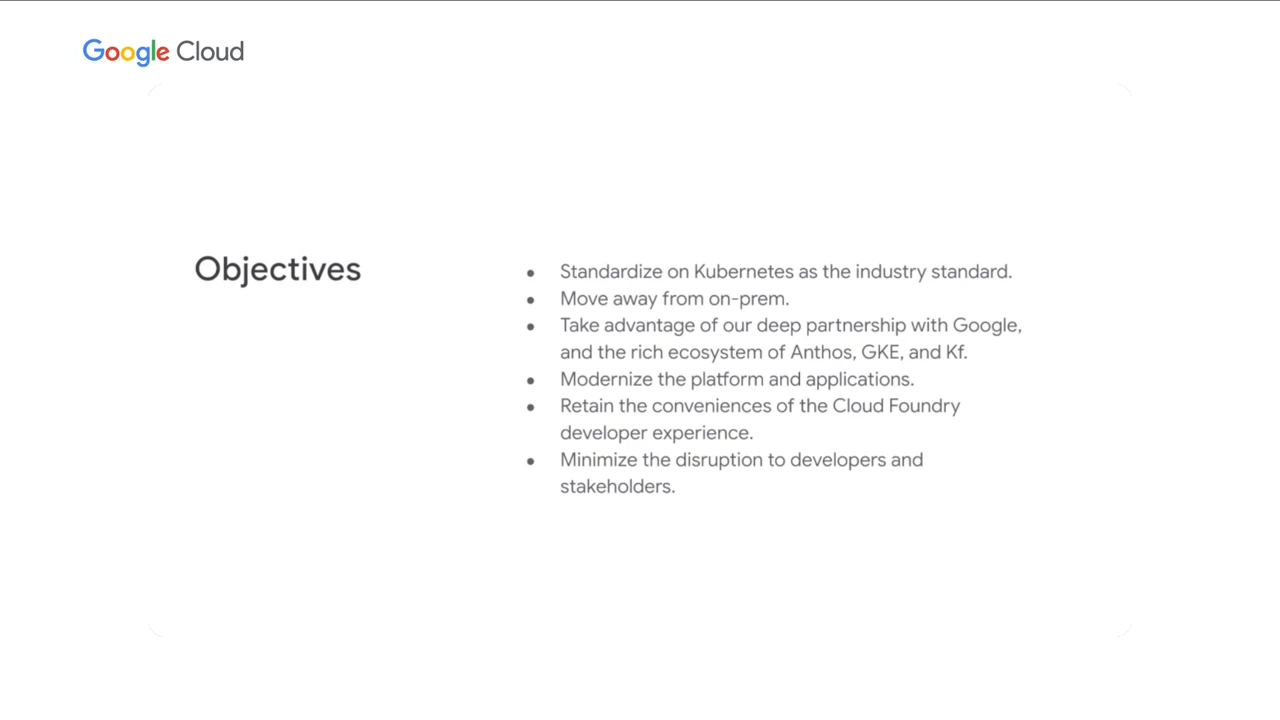 Google Cloud
Objectives
● Standardize on Kubernetes as the industry standard.
● Move away from on-prem.
● Take advantage of our deep partnership with Google,
and the rich ecosystem of Anthos, GKE, and Kf.
● Modernize the platform and applications.
● Retain the conveniences of the Cloud Foundry
developer experience.
● Minimize the disruption to developers and
stakeholders.